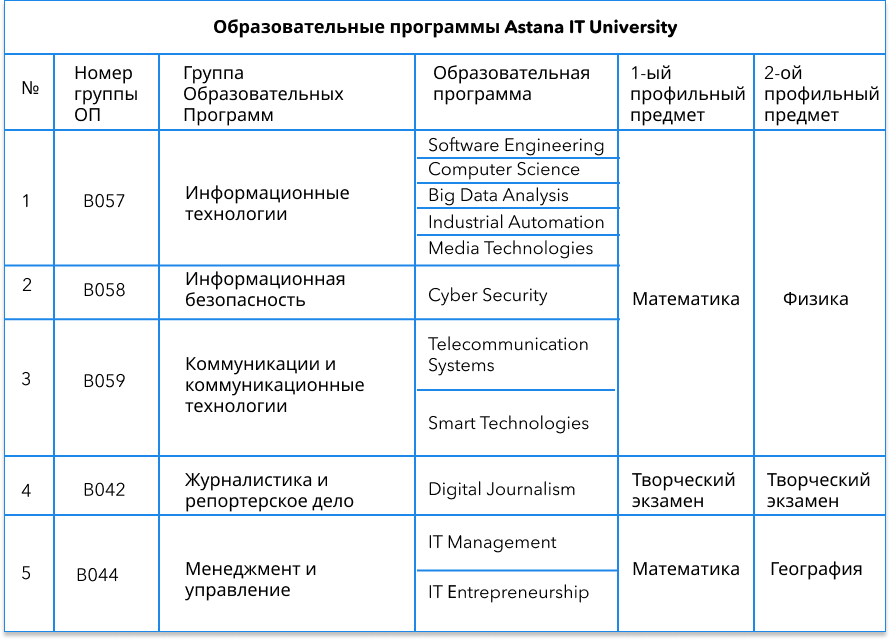 Образовательные программы Astana IT University
№
Номер
группы
ОП
Группа
Образовательных
Программ
Образовательная
программа
1-ый
профильный
предмет
2-ой
профильный
предмет
1
B057
Информационные
технологии
Software Engineering
Computer Science
Big Data Analysis
Industrial Automation
Media Technologies
Математика
Физика
2
B058
Информационная
безопасность
Cyber Security
3
B059
Коммуникации и
коммуникационные
технологии
Telecommunication
Systems
Smart Technologies
4
B042
Журналистика и
репортерское дело
Digital Journalism
Творческий
экзамен
Творческий
экзамен
5
B044
Менеджмент и
управление
IT Management
IT Entrepreneurship
Математика
География